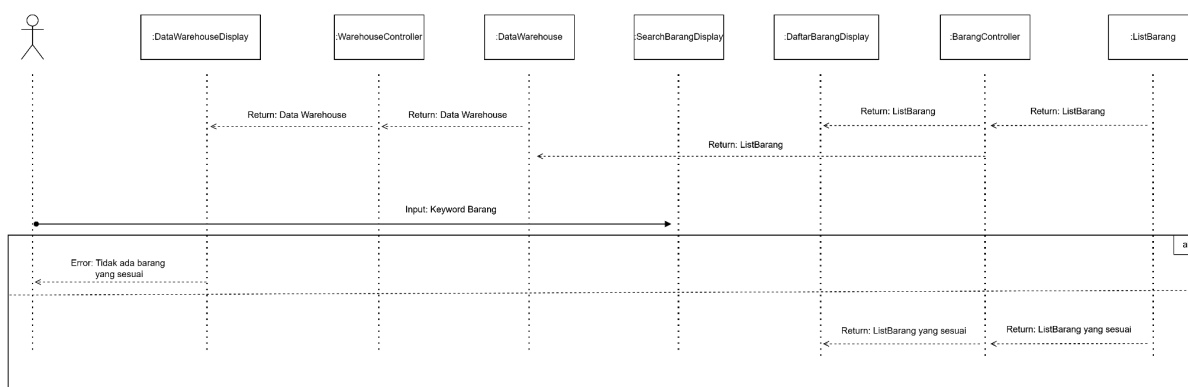 :DataWarehouseDisplay
:WarehouseController
:DataWarehouse
:SearchBarangDisplay
:DaftarBarangDisplay
:BarangController
:ListBarang
Return: Data Warehouse
Return: Data Warehouse
Return: ListBarang
Return: ListBarang
Return: ListBarang
Input: Keyword Barang
Error: Tidak ada barang
yang sesuai
Return: ListBarang yang sesuai
Return: ListBarang yang sesuai